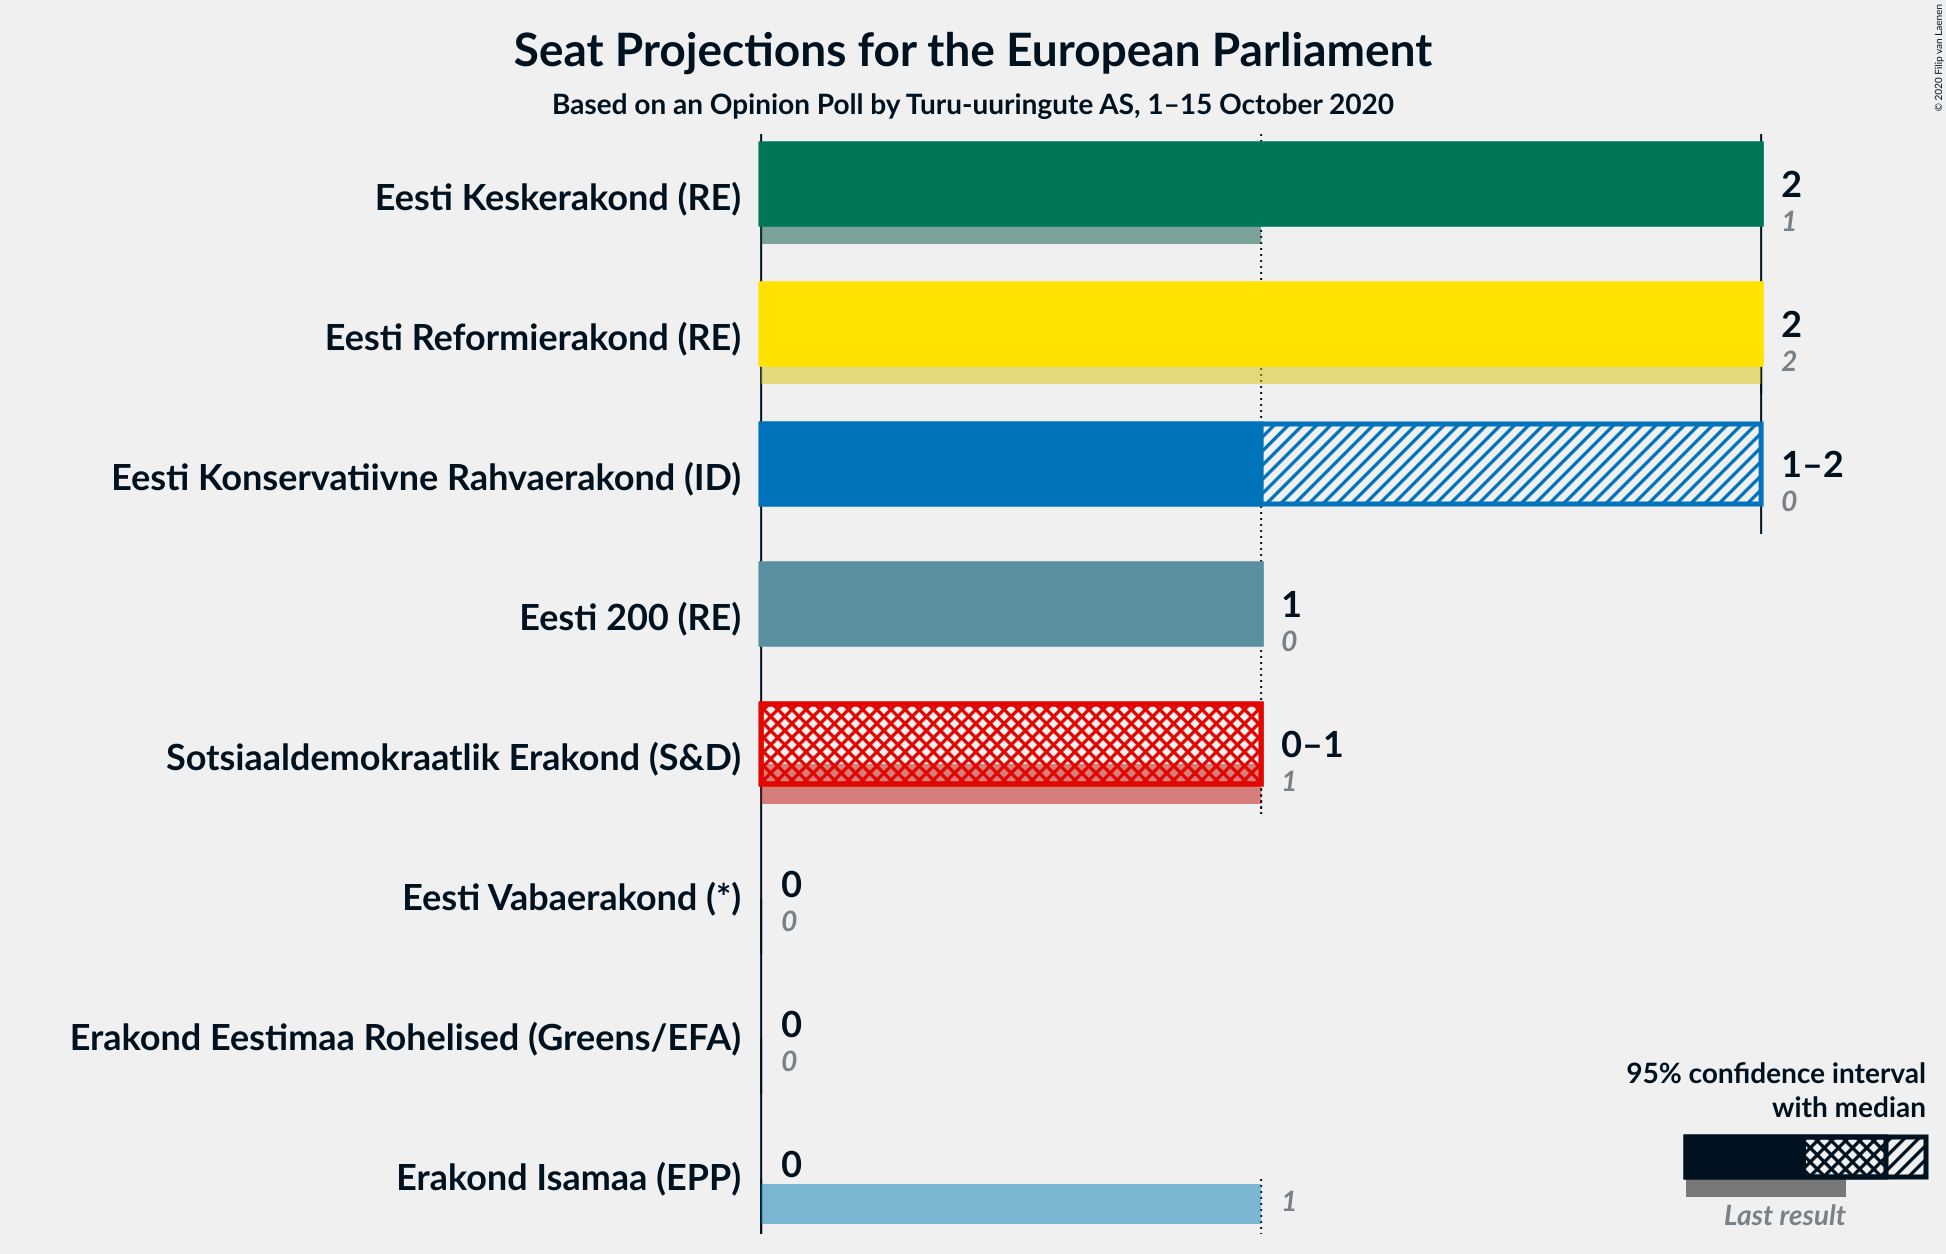 Seat Projections for the European Parliament
Based on an Opinion Poll by Turu-uuringute AS, 1–15 October 2020
© 2020 Filip van Laenen
Eesti Keskerakond (RE)
2
1
Eesti Reformierakond (RE)
2
2
Eesti Konservatiivne Rahvaerakond (ID)
1–2
0
Eesti 200 (RE)
1
0
Sotsiaaldemokraatlik Erakond (S&D)
0–1
1
Eesti Vabaerakond (*)
0
0
Erakond Eestimaa Rohelised (Greens/EFA)
0
0
Erakond Isamaa (EPP)
0
1
95% confidence interval
with median
Last result